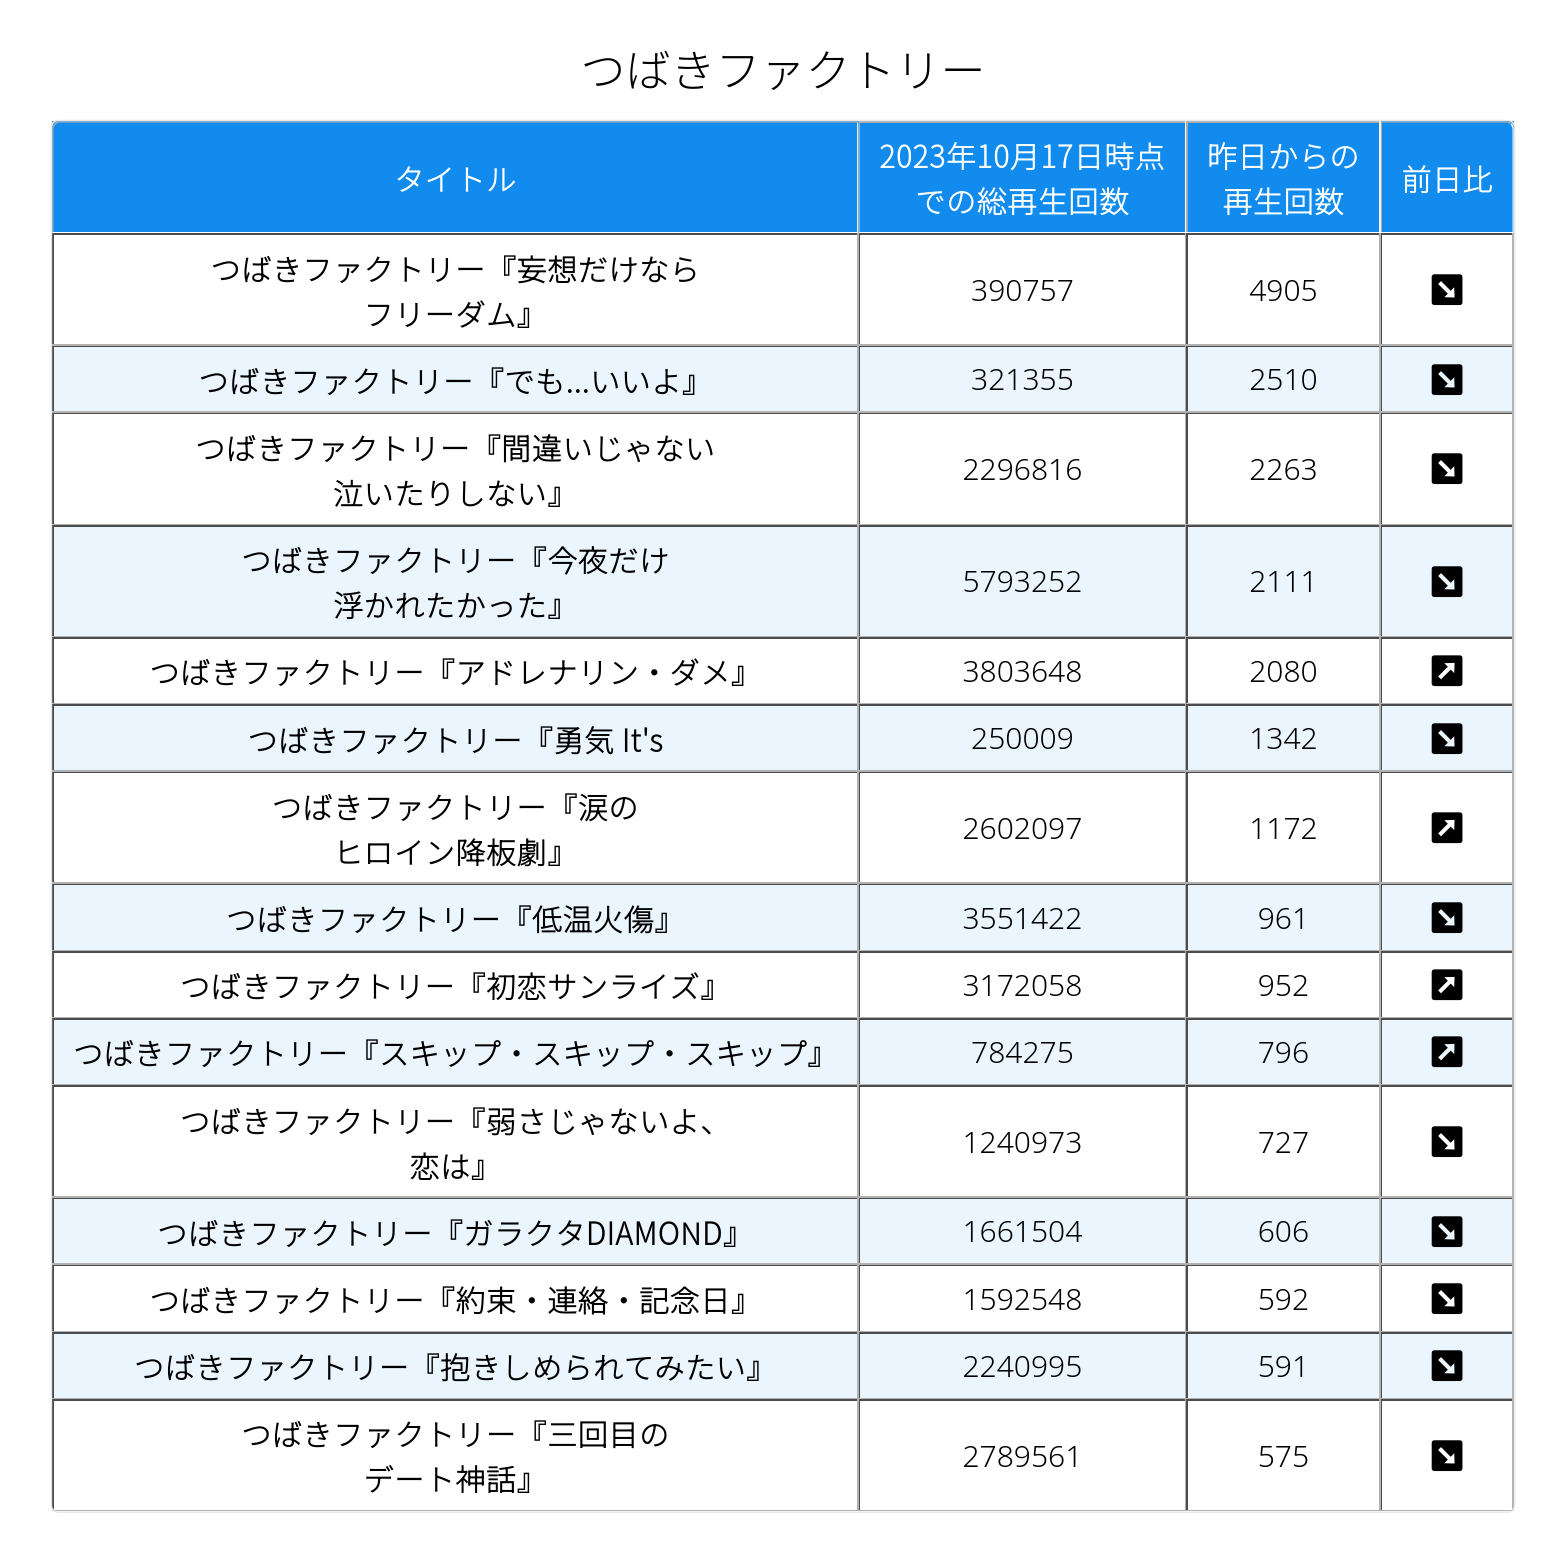 つばきファクトリー
タイトル
2023年10月17日時点
での総再生回数
昨日からの
再生回数
前日比
つばきファクトリー『妄想だけなら
フリーダム』
390757
4905
つばきファクトリー『でも...いいよ』
321355
2510
つばきファクトリー『間違いじゃない
泣いたりしない』
2296816
2263
つばきファクトリー『今夜だけ
浮かれたかった』
5793252
2111
つばきファクトリー『アドレナリン・ダメ』
3803648
2080
つばきファクトリー『勇気 It's
250009
1342
つばきファクトリー『涙の
ヒロイン降板劇』
2602097
1172
つばきファクトリー『低温火傷』
3551422
961
つばきファクトリー『初恋サンライズ』
3172058
952
つばきファクトリー『スキップ・スキップ・スキップ』
784275
796
つばきファクトリー『弱さじゃないよ、
恋は』
1240973
727
つばきファクトリー『ガラクタDIAMOND』
1661504
606
つばきファクトリー『約束・連絡・記念日』
1592548
592
つばきファクトリー『抱きしめられてみたい』
2240995
591
つばきファクトリー『三回目の
デート神話』
2789561
575